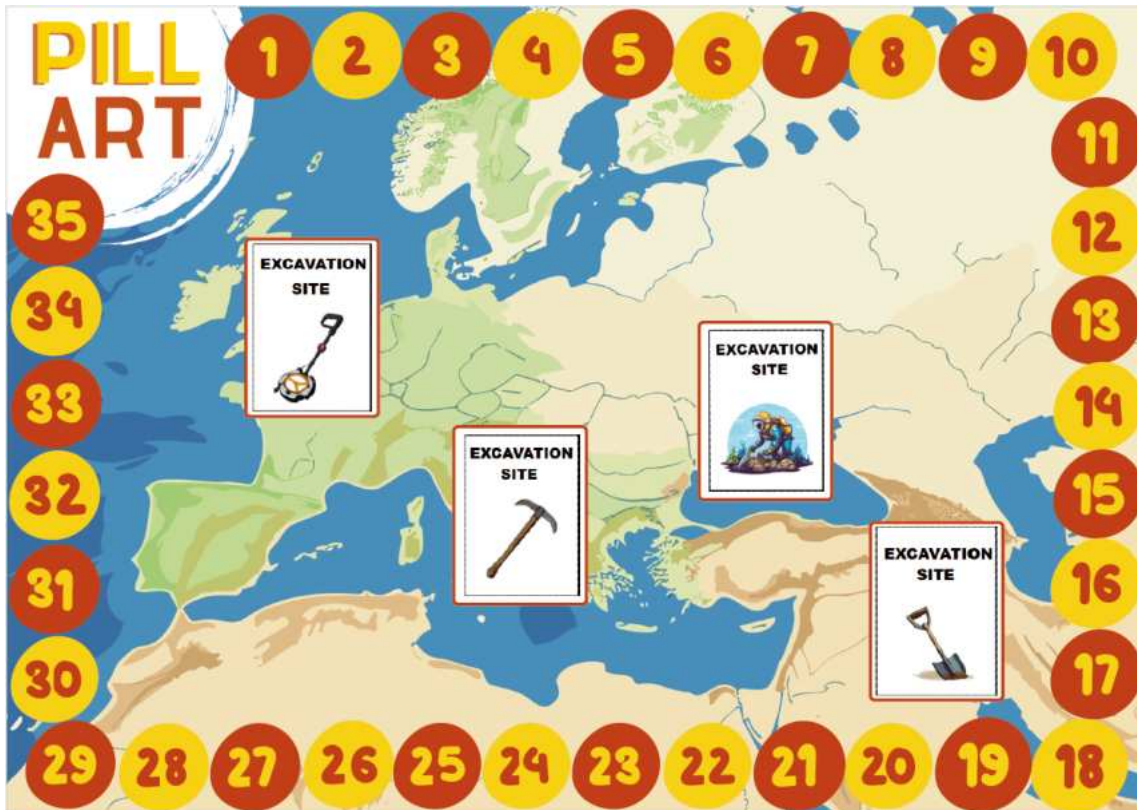 PILL
ART
1 2 3 4 5 6 7 8 9 10
11
12
13
14
15
16
17
18
19
20
21
22
23
24
25
26
27
28
29
30
31
32
33
34
35
EXCAVATION
SITE
EXCAVATION
SITE
EXCAVATION
SITE
EXCAVATION
SITE